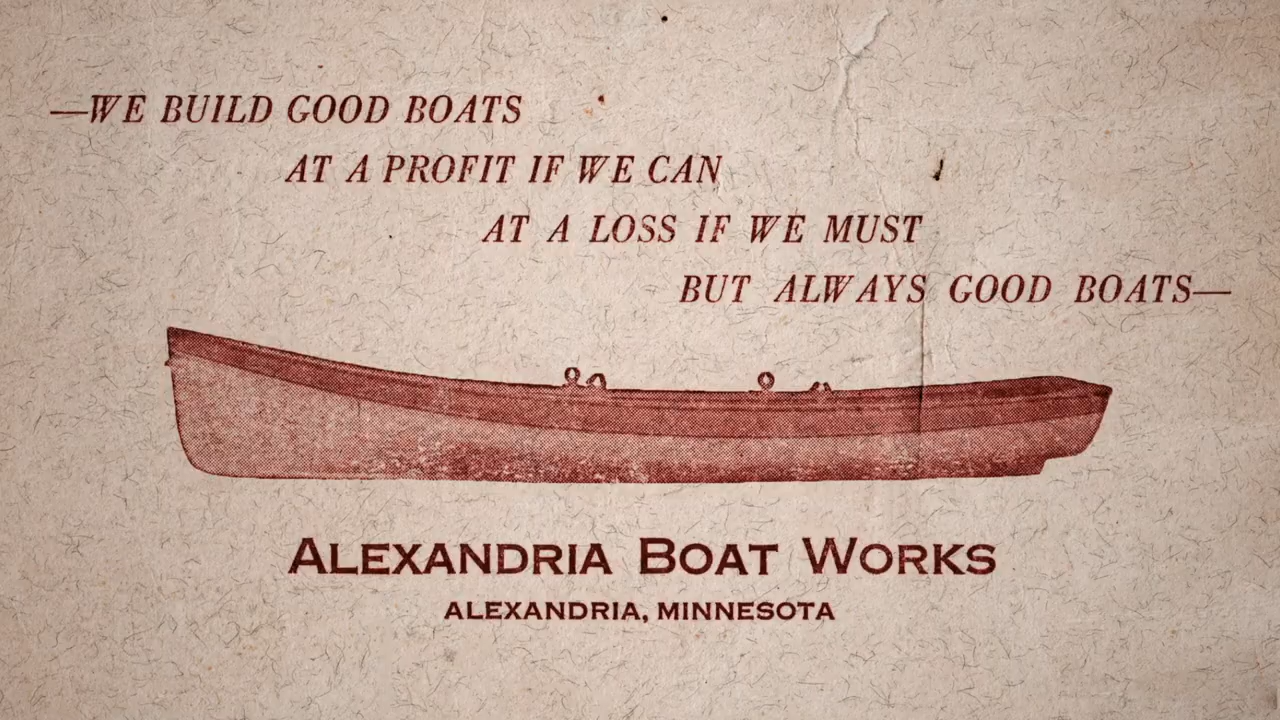 —WE BUILD GOOD BOATS
AT A PROFIT IF WE CAN
AT A LOSS IF WE MUST
BUT ALWAYS GOOD BOATS—
ALEXANDRIA BOAT WORKS
ALEXANDRIA, MINNESOTA